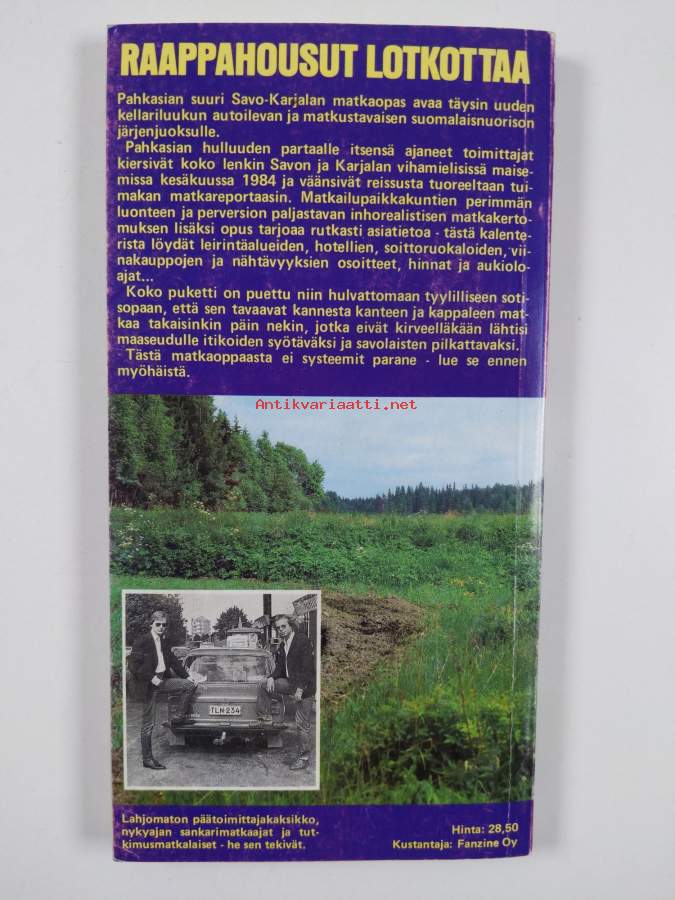 RAAPPAHOUSUT LOTKOTTAA
Pahkasian suuri Savo-Karjalan matkaopas avaa täysin uuden
kellariluukun autoilevan ja matkustavaisen suomalaisnuorison
järjenjuoksulle.
Pahkasian hulluuden partaalle itsensä ajaneet toimittajat
kiersivät koko lenkin Savon ja Karjalan vihamielisissä maise-
missa kesäkuussa 1984 ja väänsivät reissusta tuoreeltaan tui-
makan matkareportaasin. Matkailupaikkakuntien perimmän
luonteen ja perversion paljastavan inhorealistisen matkakerto-
muksen lisäksi opus tarjoaa rutkasti asiatietoa - tästä kalente-
rista löydät leirintäalueiden, hotellien, soittoruokaloiden, vii-
nakauppojen ja nähtävyyksien osoitteet, hinnat ja aukiolo-
ajat...
Koko puketti on puettu niin hulvattomaan tyylilliseen soti-
sopaan, että sen tavaavat kannesta kanteen ja kappaleen mat-
kaa takaisinkin päin nekin, jotka eivät kirveelläkään lähtisi
maaseudulle itikoiden syötäväksi ja savolaisten pilkattavaksi.
Tästä matkaoppaasta ei systeemit parane - lue se ennen
myöhäistä.
Antikvariaatti.net
TLN-234
Lahjomaton päätoimittajakaksikko,
nykyajan sankarimatkaajat ja tut-
kimusmatkalaiset - he sen tekivät.
Hinta: 28,50
Kustantaja: Fanzine Oy